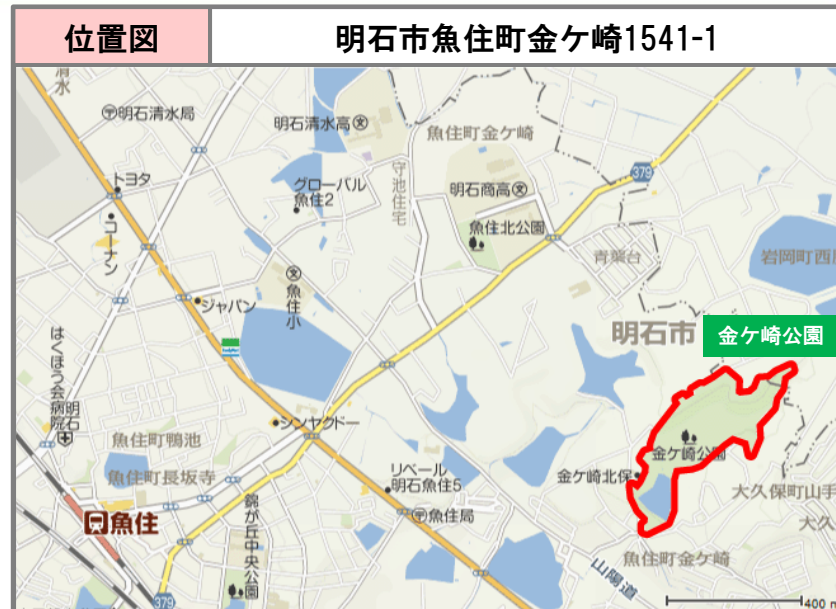 位置図
明石市魚住町金ケ崎1541-1
清水
〒明石清水局
明石清水高
魚住町金ケ崎
守池住宅
379
トヨタ
グローバル
魚住2
明石商高
魚住北公園
コーナン
青葉台
岩岡町西
魚住小
ジャパン
明石市
金ケ崎公園
はくほう会病院
明石
シンヤクドー
魚住町鴨池
魚住町長坂寺
リベール
明石魚住5
金ケ崎公園
金ケ崎北保
大久保町山手
大久
魚住
錦が丘中央公園
〒魚住局
魚住町金ケ崎
山陽道
379
400 m